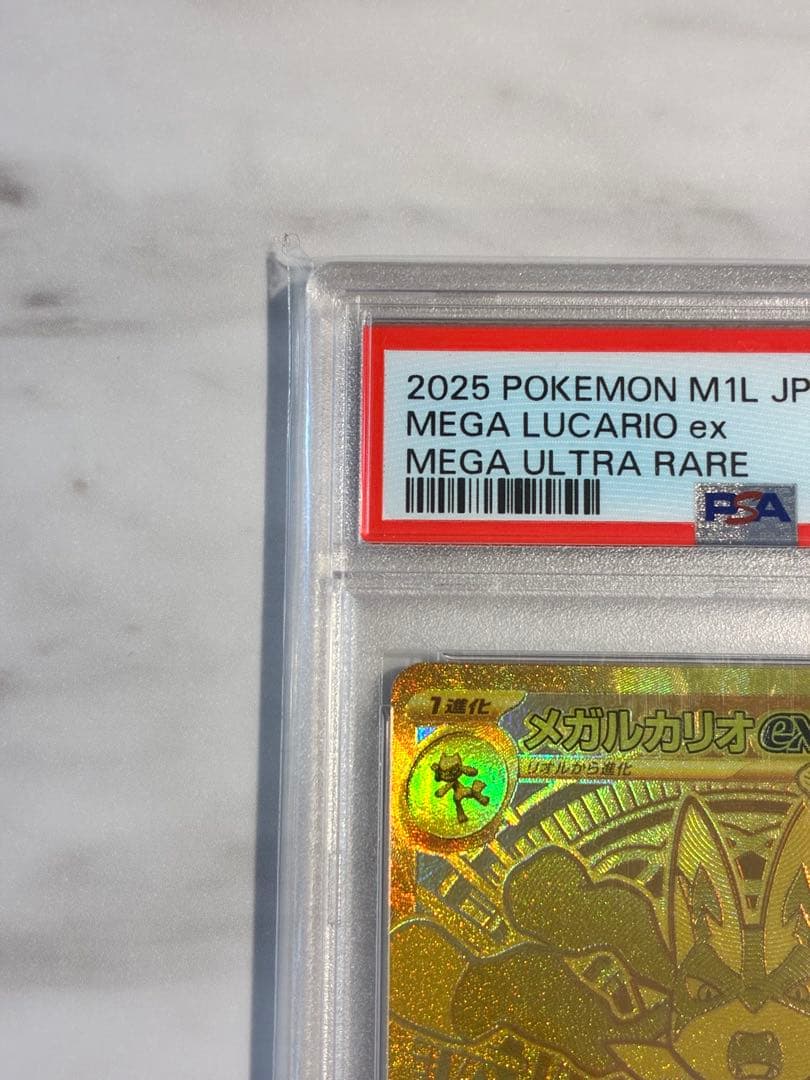 2025 POKEMON M1L JP
MEGA LUCARIO ex
MEGA ULTRA RARE
PSA
1進化
メガルカリオex
リオルから進化